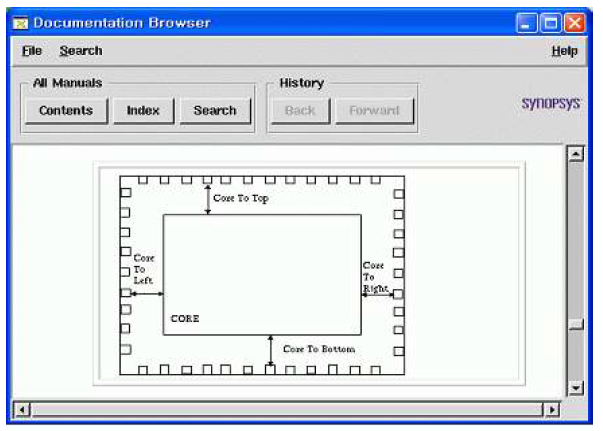 Documentation Browser
File Search Help
All Manuals History
Contents Index Search Back Forward
SYNOPSYS
Core To Top
Core
To
Left
Core
To
Right
CORE
Core To Bottom